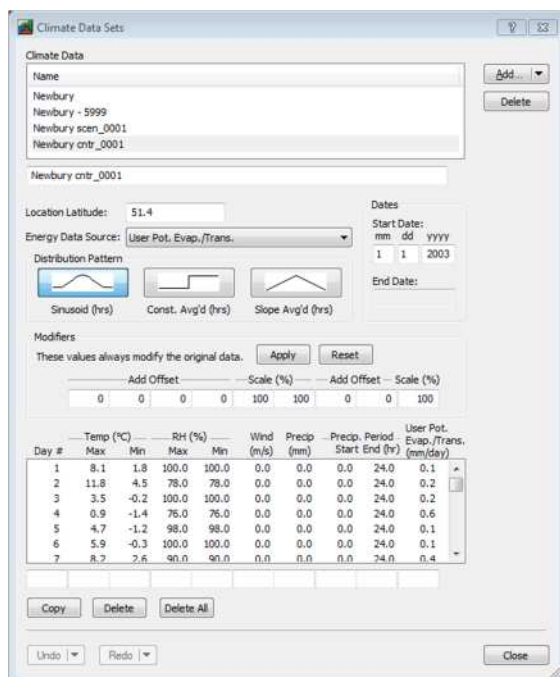 Climate Data Sets
Climate Data
Name
Newbury
Newbury - 5999
Newbury scen_0001
Newbury cntr_0001
Add...
Delete
Newbury cntr_0001
Location Latitude: 51.4
Energy Data Source: User Pot. Evap./Trans.
Distribution Pattern
Sinusoid (hrs) Const. Avg'd (hrs) Slope Avg'd (hrs)
Dates
Start Date:
mm dd yyyy
1 1 2003
End Date:
Modifiers
These values always modify the original data. Apply Reset
Add Offset Scale (%) Add Offset Scale (%)
0 0 0 0 100 100 0 0 100
Temp (°C) RH (%) Wind Precip Precip. Period User Pot. Evap./Trans.
Day # Max Min Max Min (m/s) (mm) Start End (hr) (mm/day)
1 8.1 1.8 100.0 100.0 0.0 0.0 0.0 24.0 0.1
2 11.8 4.5 78.0 78.0 0.0 0.0 0.0 24.0 0.2
3 3.5 -0.2 100.0 100.0 0.0 0.0 0.0 24.0 0.2
4 0.9 -1.4 76.0 76.0 0.0 0.0 0.0 24.0 0.6
5 4.7 -1.2 98.0 98.0 0.0 0.0 0.0 24.0 0.1
6 5.9 -0.3 100.0 100.0 0.0 0.0 0.0 24.0 0.1
7 8.2 2.6 90.0 90.0 0.0 0.0 0.0 24.0 0.4
Copy Delete Delete All
Undo Redo Close